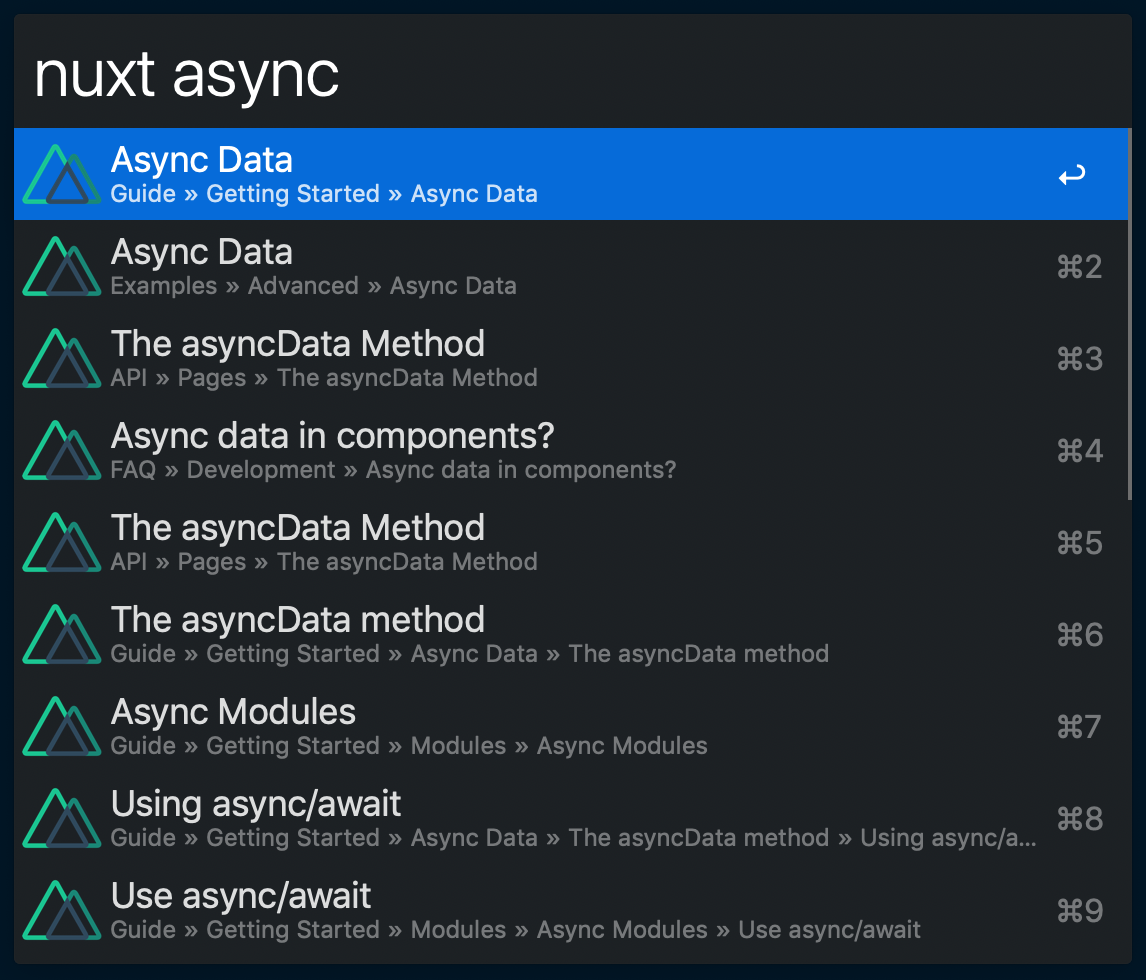 nuxt async
Async Data
Guide » Getting Started » Async Data
Async Data
Examples » Advanced » Async Data
⌘2
The asyncData Method
API » Pages » The asyncData Method
⌘3
Async data in components?
FAQ » Development » Async data in components?
⌘4
The asyncData Method
API » Pages » The asyncData Method
⌘5
The asyncData method
Guide » Getting Started » Async Data » The asyncData method
⌘6
Async Modules
Guide » Getting Started » Modules » Async Modules
⌘7
Using async/await
Guide » Getting Started » Async Data » The asyncData method » Using async/a...
⌘8
Use async/await
Guide » Getting Started » Modules » Async Modules » Use async/await
⌘9